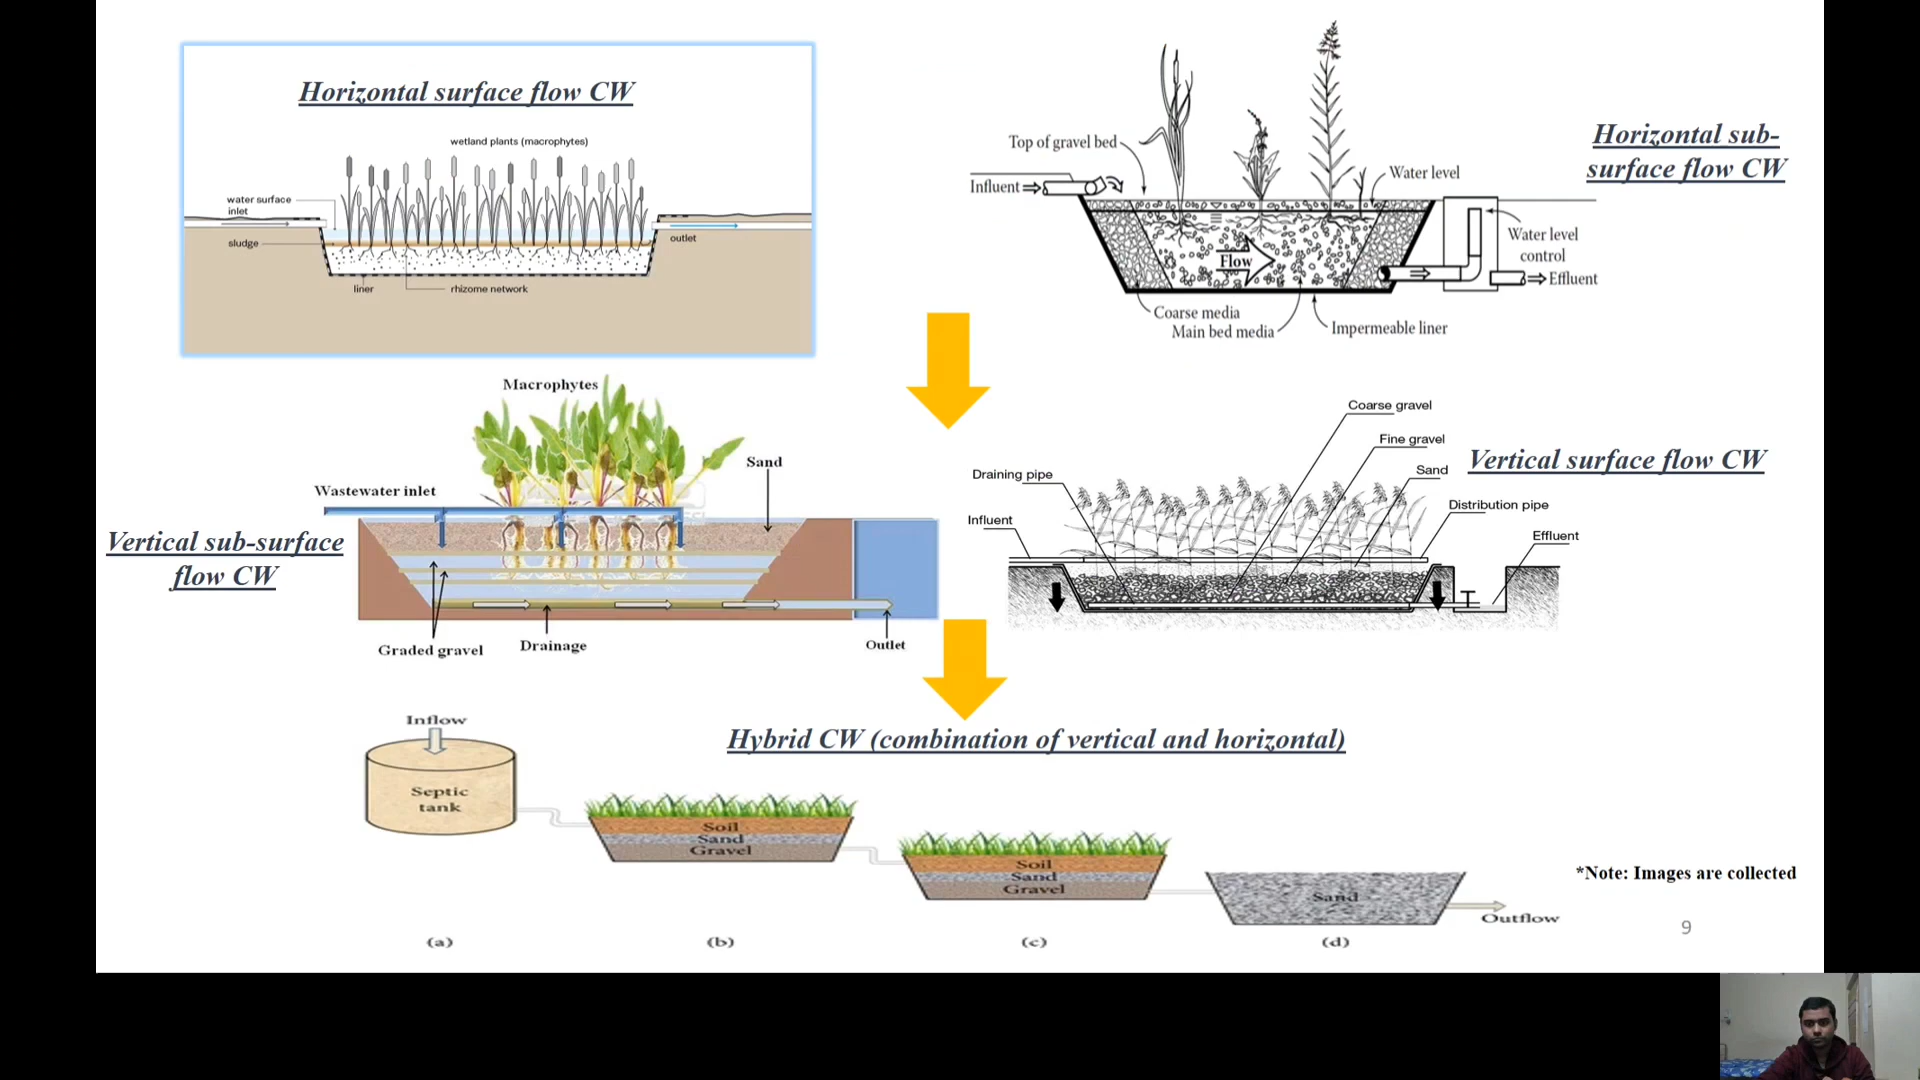 Horizontal surface flow CW
wetland plants (macrophytes)
water surface
inlet
sludge
outlet
liner
rhizome network
Top of gravel bed
Influent
Water level
Horizontal sub-
surface flow CW
Water level
control
Flow
Effluent
Coarse media
Main bed media
Impermeable liner
Macrophytes
Sand
Wastewater inlet
Vertical sub-surface
flow CW
Graded gravel
Drainage
Outlet
Coarse gravel
Fine gravel
Vertical surface flow CW
Sand
Draining pipe
Distribution pipe
Influent
Effluent
Hybrid CW (combination of vertical and horizontal)
Inflow
Septic
tank
Soil
Sand
Gravel
Soil
Sand
Gravel
Sand
Outflow
(a)
(b)
(c)
(d)
*Note: Images are collected
9